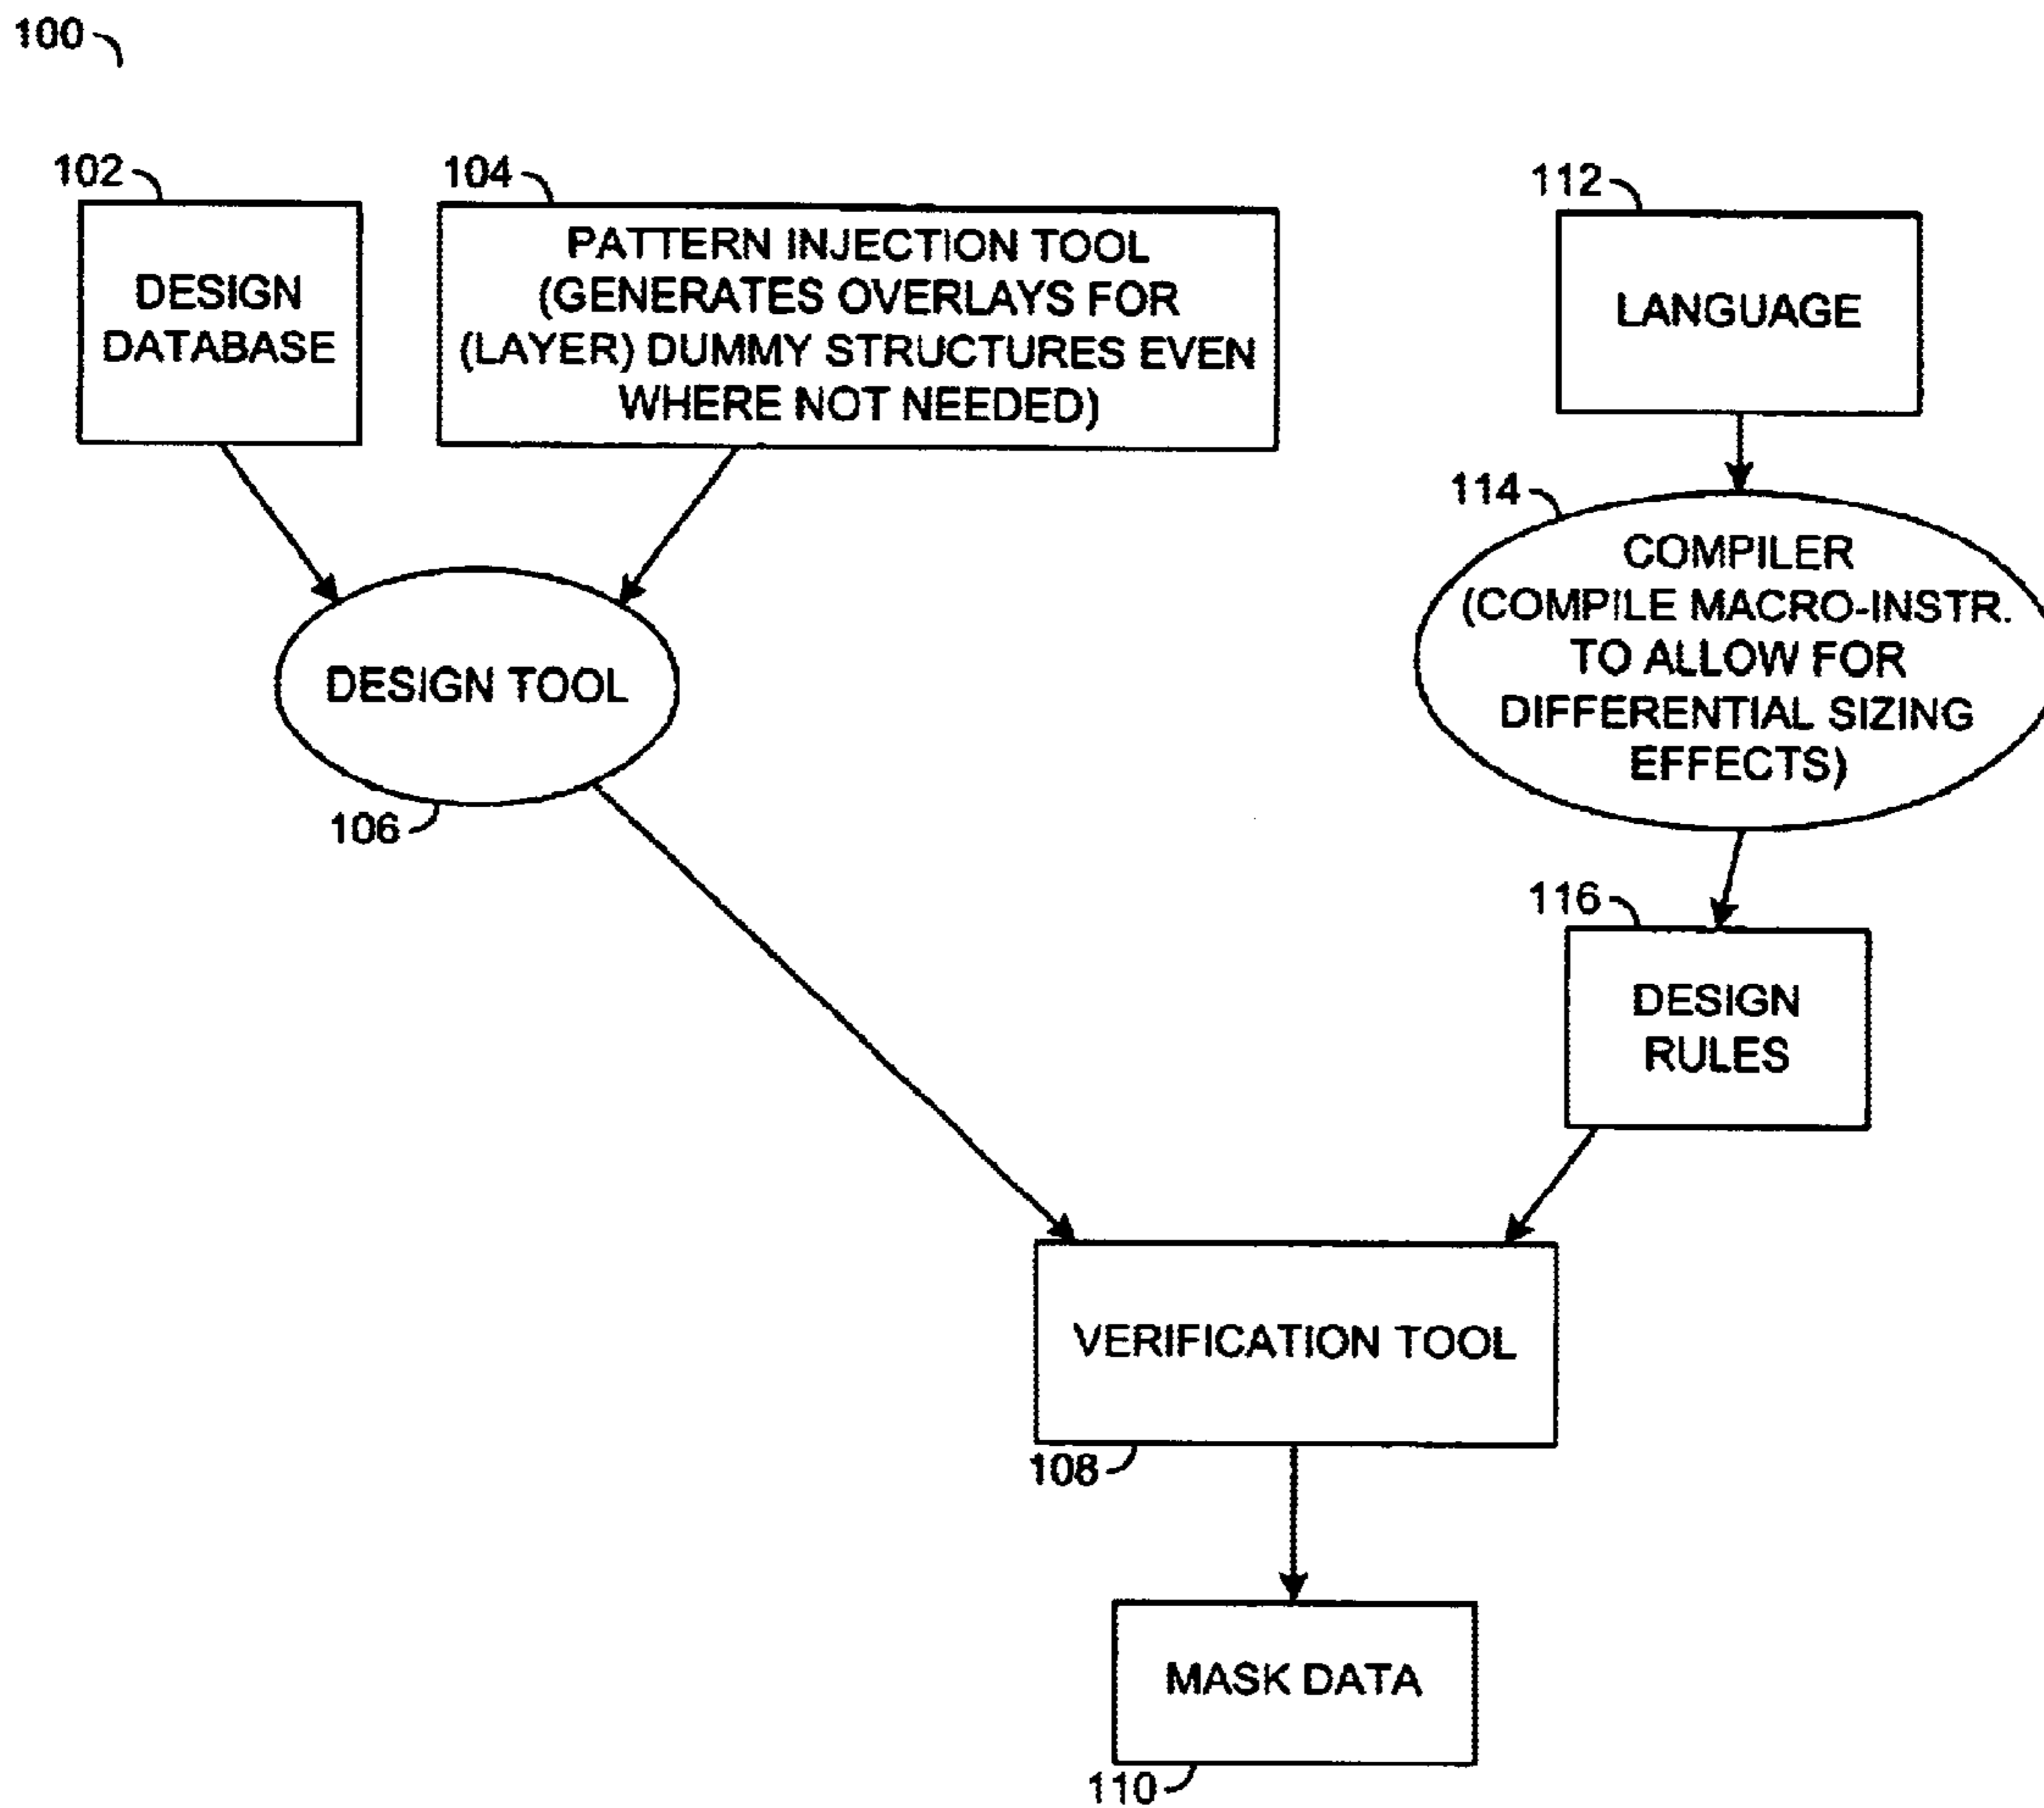 100
102
DESIGN
DATABASE
104
PATTERN INJECTION TOOL
(GENERATES OVERLAYS FOR
(LAYER) DUMMY STRUCTURES EVEN
WHERE NOT NEEDED)
112
LANGUAGE
114
COMPILER
(COMPILE MACRO-INSTR.
TO ALLOW FOR
DIFFERENTIAL SIZING
EFFECTS)
DESIGN TOOL
106
116
DESIGN
RULES
VERIFICATION TOOL
108
MASK DATA
110